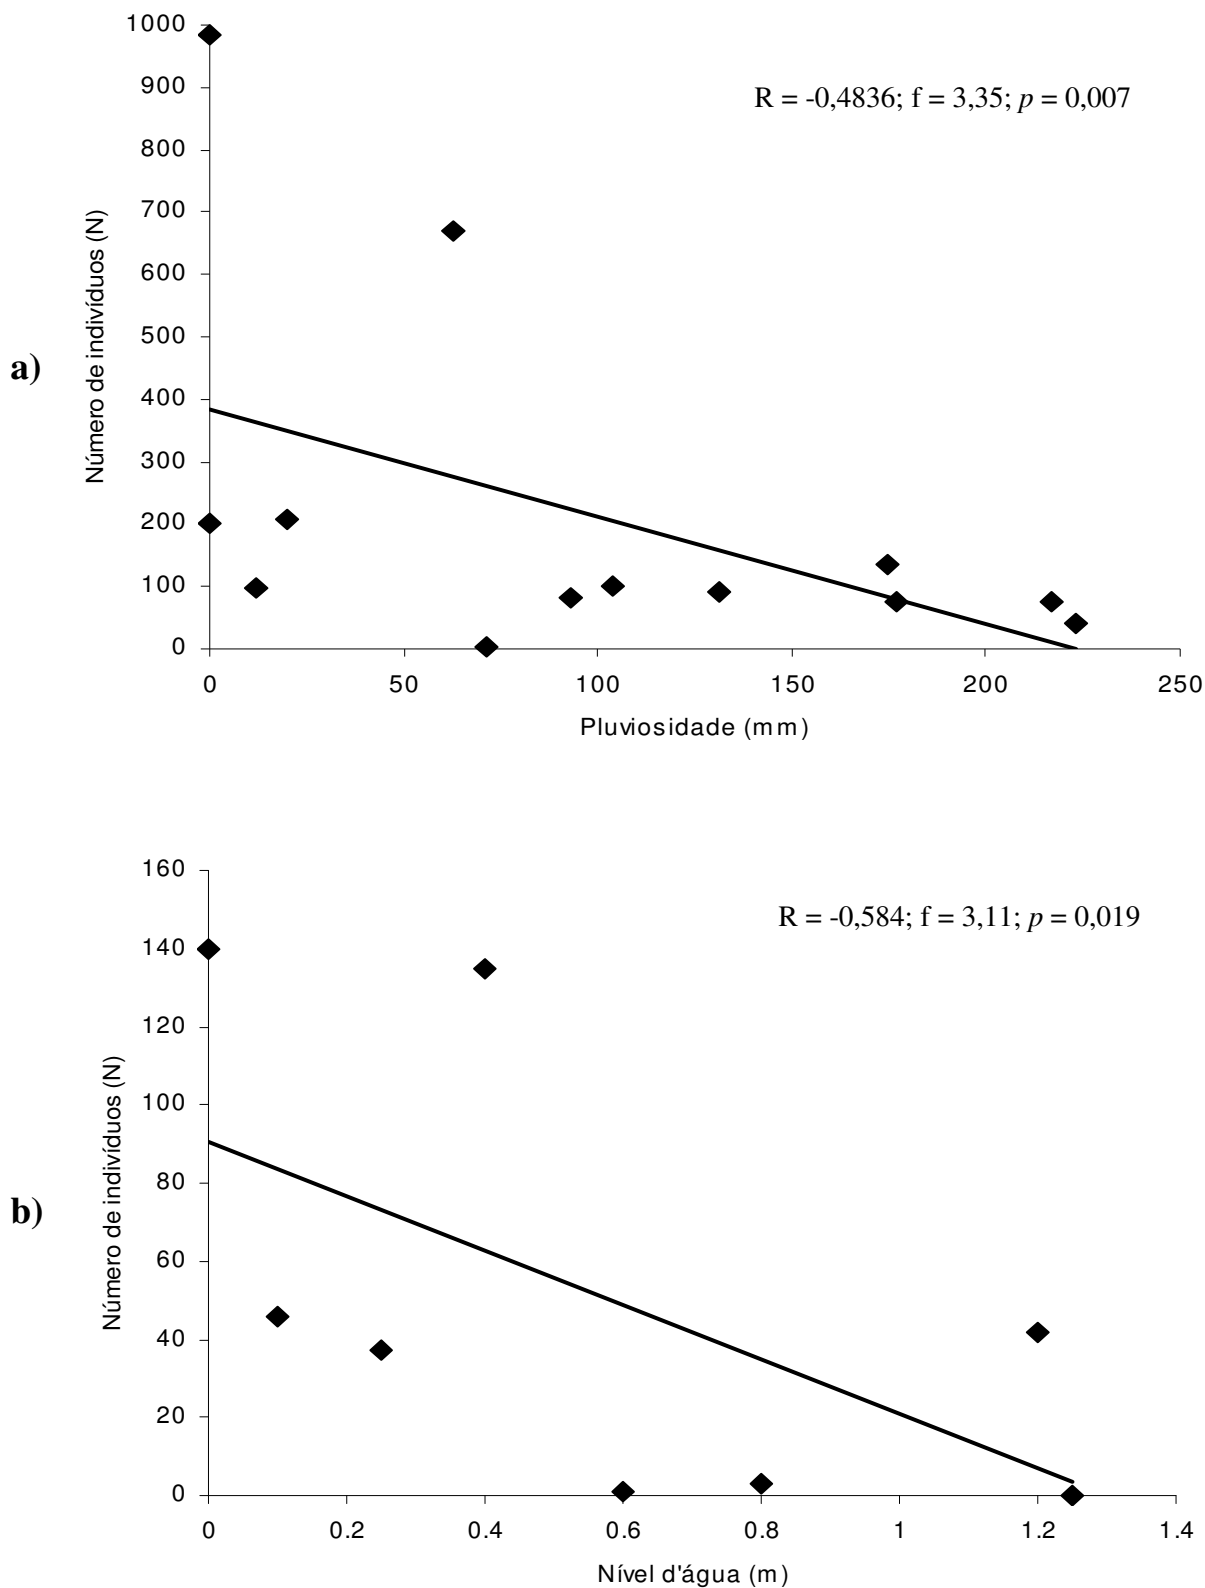 1000
900
800
700
600
500
400
300
200
100
0
R = -0,4836; f = 3,35; p = 0,007
Número de indivíduos (N)
a)
0 50 100 150 200 250
Pluviosidade (mm)
160
140
120
100
80
60
40
20
0
R = -0,584; f = 3,11; p = 0,019
Número de indivíduos (N)
b)
0 0.2 0.4 0.6 0.8 1 1.2 1.4
Nível d'água (m)